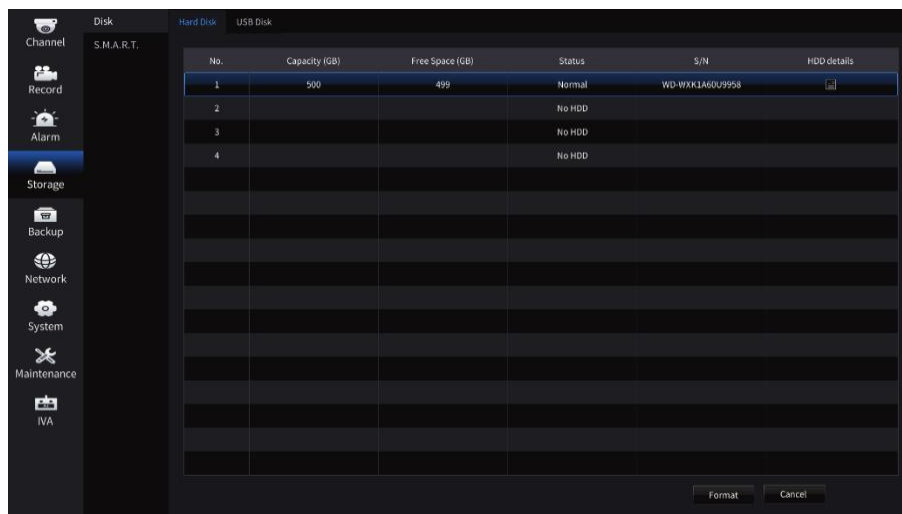 Channel
Record
Alarm
Storage
Backup
Network
System
Maintenance
IVA
Disk
S.M.A.R.T.
Hard Disk USB Disk
No. Capacity (GB) Free Space (GB) Status S/N HDD details
1 500 499 Normal WD-WXK1A60U9958
2 No HDD
3 No HDD
4 No HDD
Format Cancel